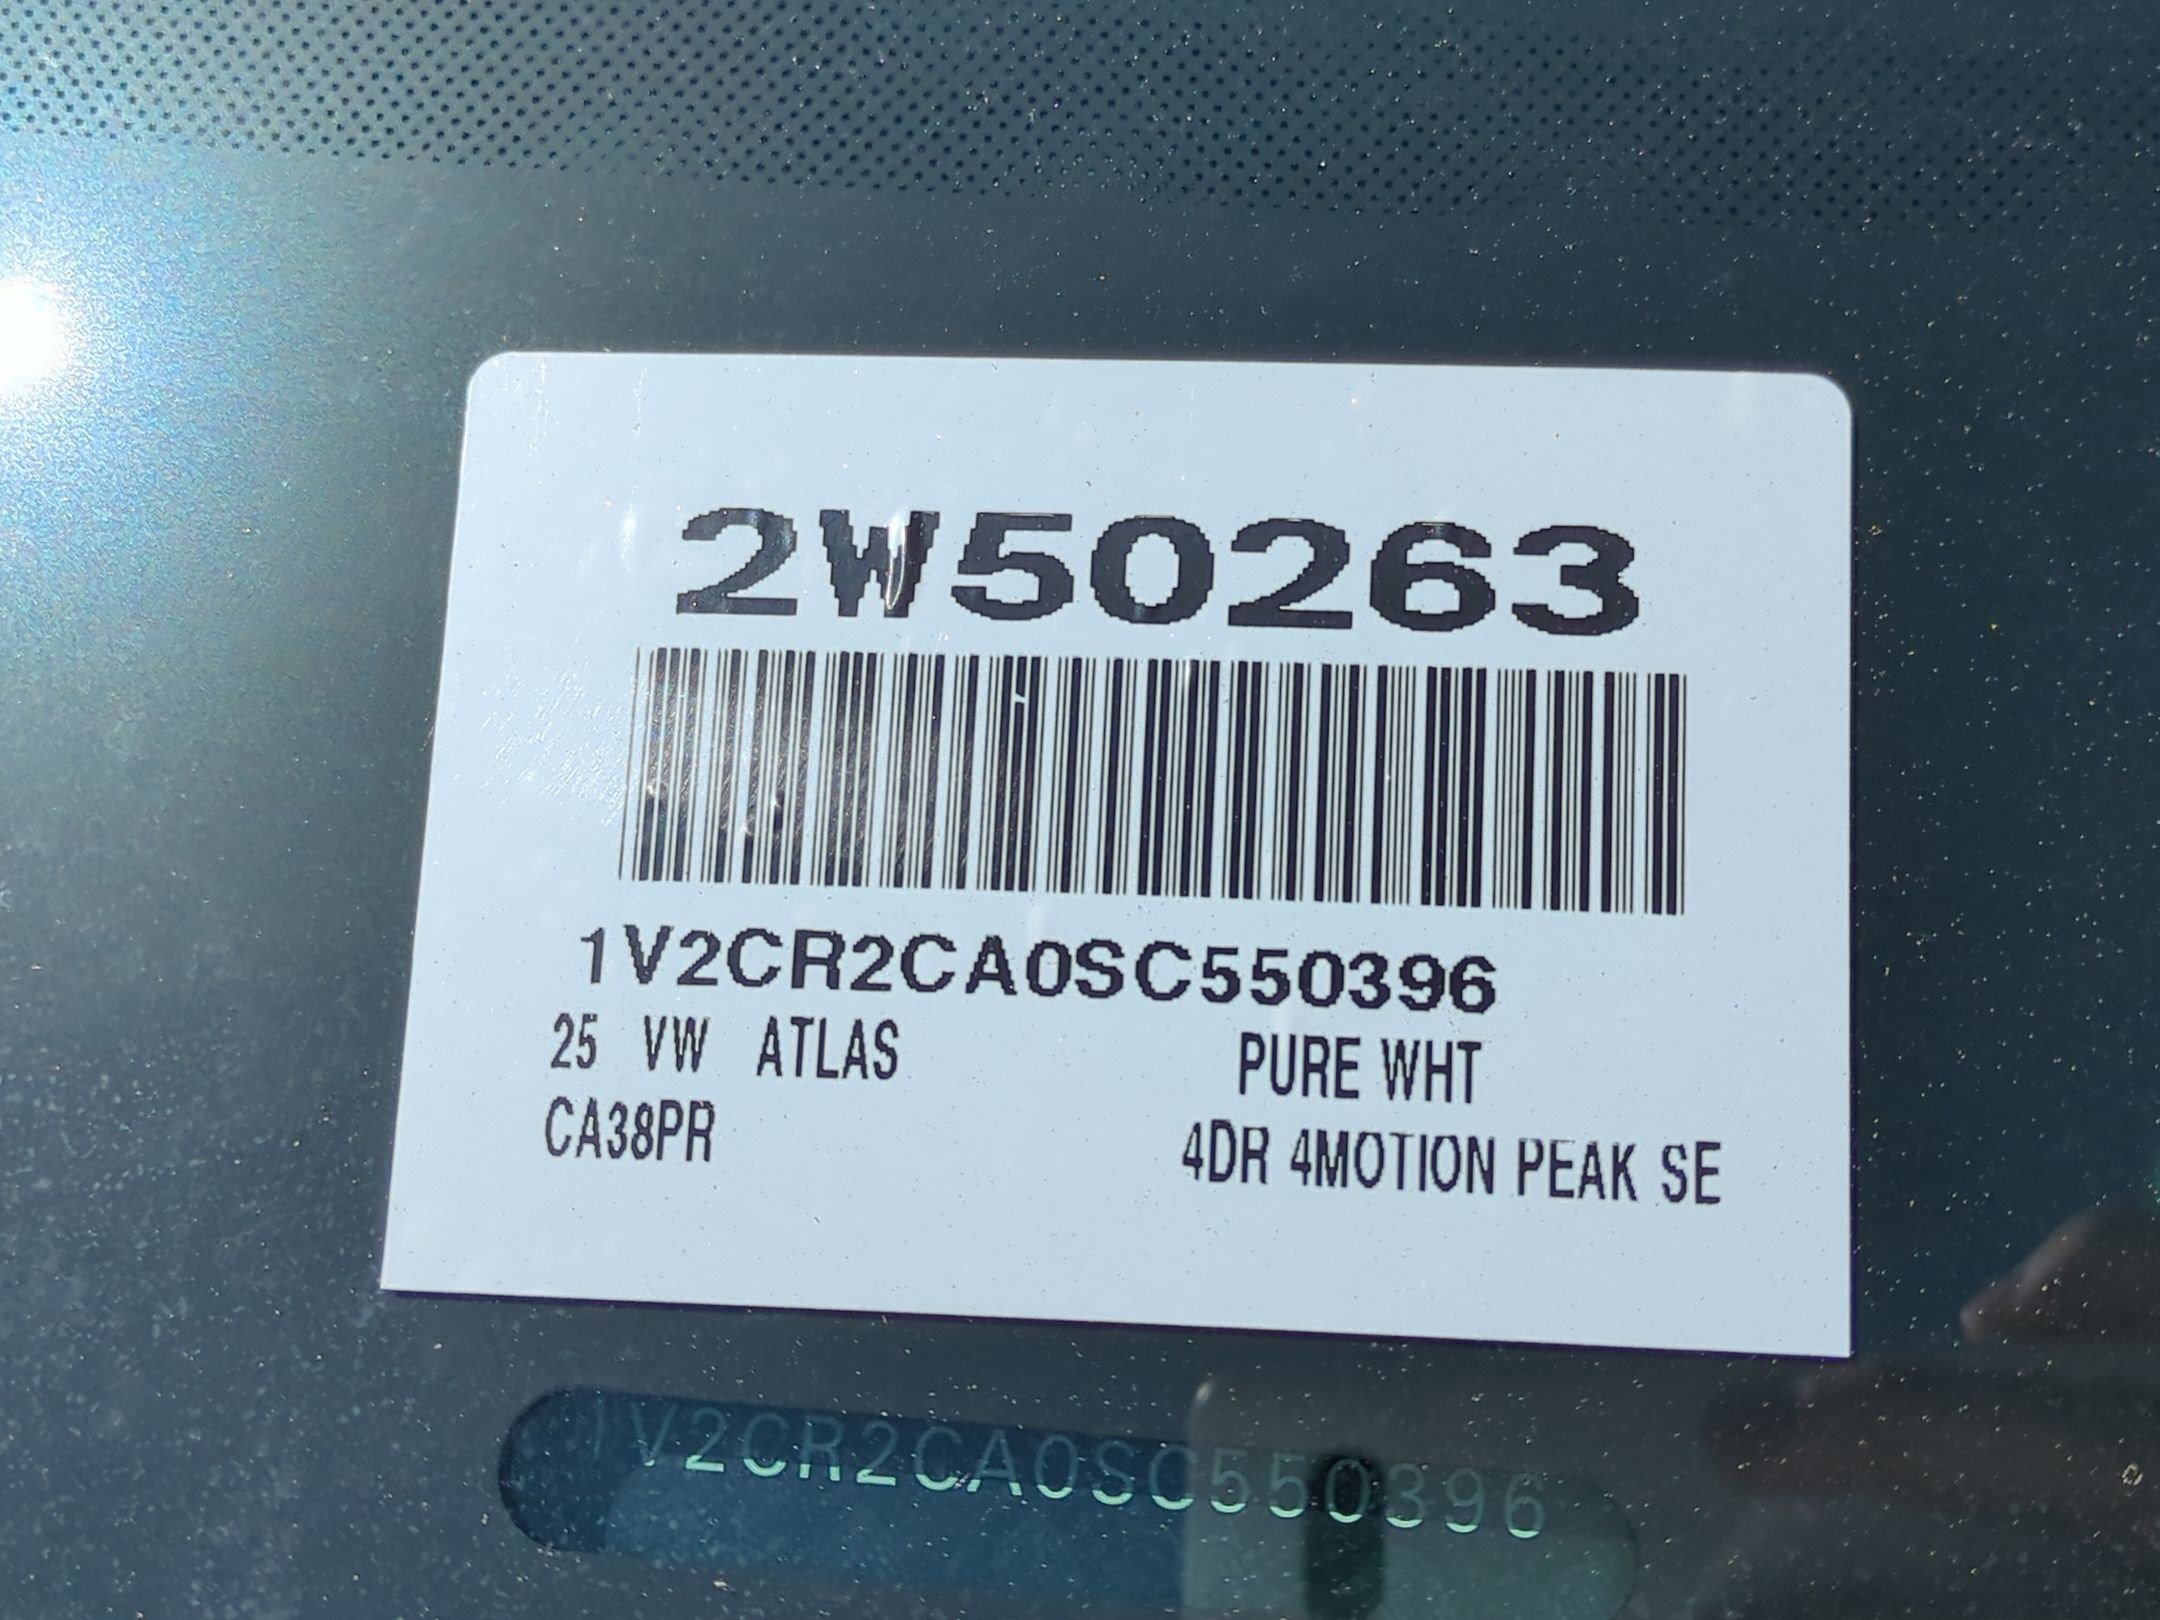 2W50263
1V2CR2CA0SC550396
25 VW ATLAS PURE WHT
CA38PR 4DR 4MOTION PEAK SE
1V2CR2CA0SC550396